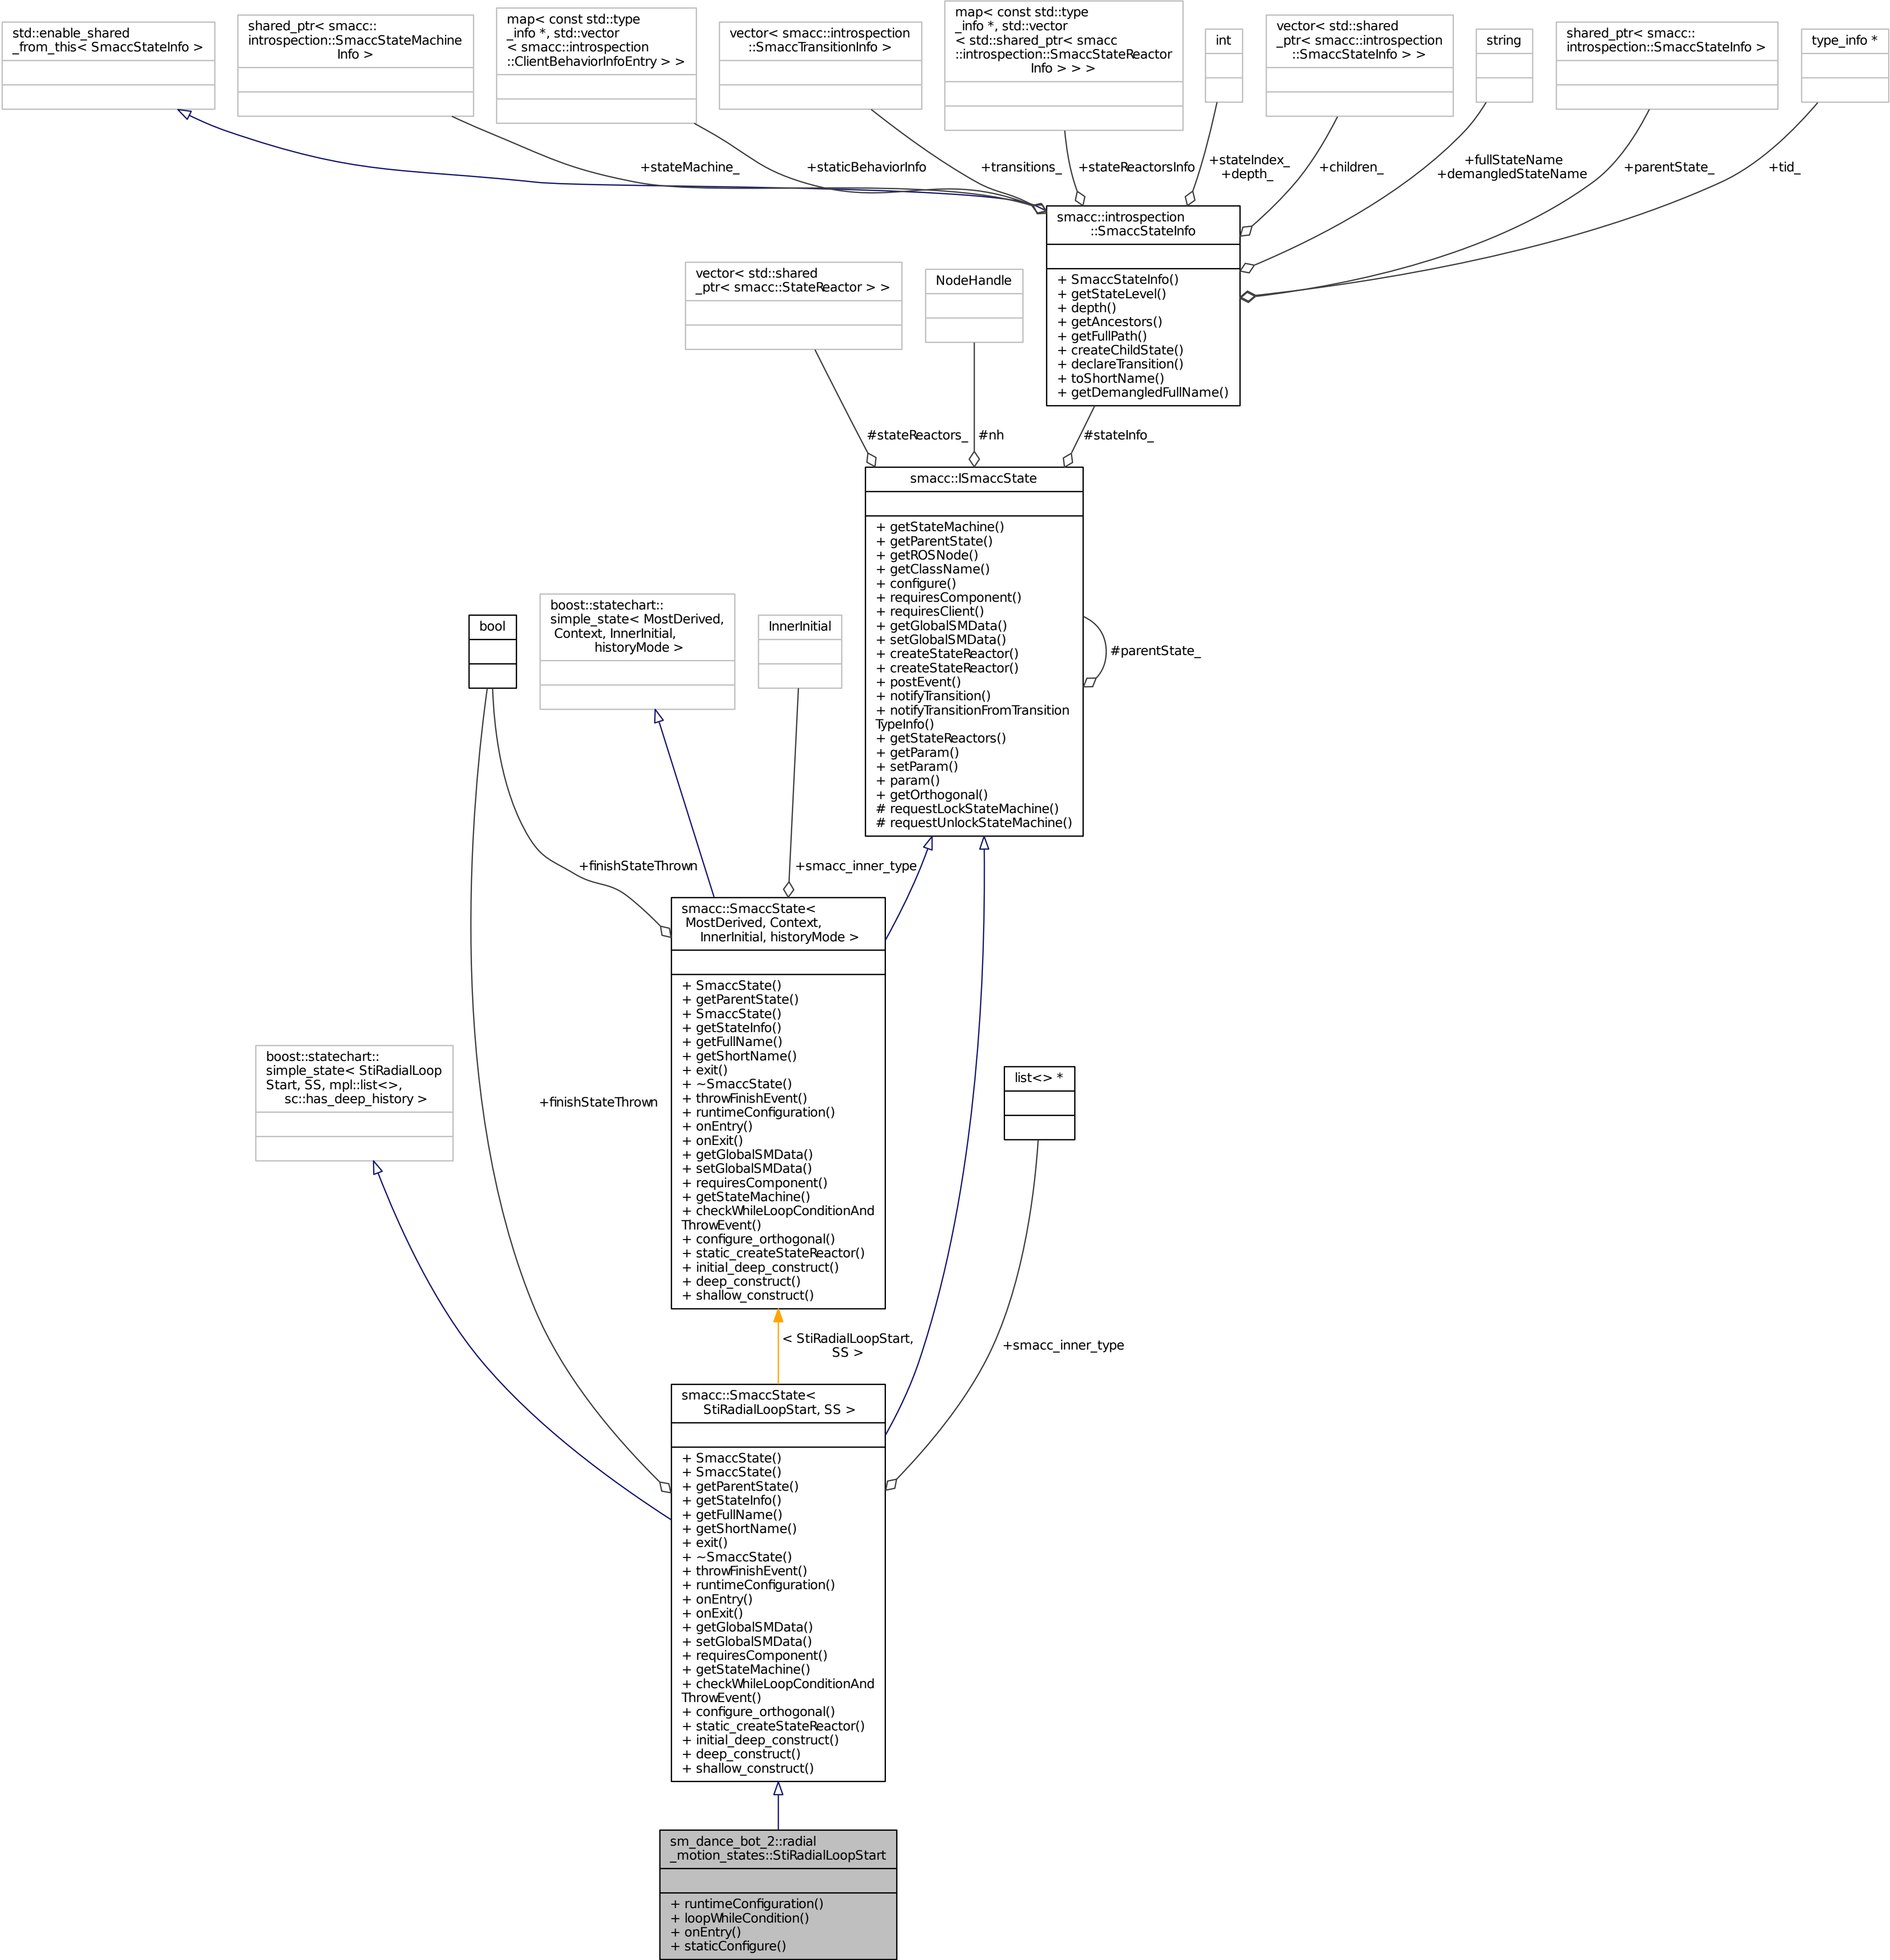 std::enable_shared
_from_this< SmaccStateInfo >
shared_ptr< smacc::
introspection::SmaccStateMachine
Info >
map< const std::type
_info *, std::vector
< smacc::introspection
::ClientBehaviorInfoEntry > >
vector< smacc::introspection
::SmaccTransitionInfo >
map< const std::type
_info *, std::vector
< std::shared_ptr< smacc
::introspection::SmaccStateReactor
Info > > >
int
vector< std::shared
_ptr< smacc::introspection
::SmaccStateInfo > >
string
shared_ptr< smacc::
introspection::SmaccStateInfo >
type_info *
+stateMachine_
+staticBehaviorInfo
+transitions_
+stateReactorsInfo
+stateIndex_
+depth_
+children_
+fullStateName
+demangledStateName
+parentState_
+tid_
smacc::introspection
::SmaccStateInfo
+ SmaccStateInfo()
+ getStateLevel()
+ depth()
+ getAncestors()
+ getFullPath()
+ createChildState()
+ declareTransition()
+ toShortName()
+ getDemangledFullName()
vector< std::shared
_ptr< smacc::StateReactor > >
NodeHandle
#stateReactors_
#nh
#stateInfo_
smacc::ISmaccState
+ getStateMachine()
+ getParentState()
+ getROSNode()
+ getClassName()
+ configure()
+ requiresComponent()
+ requiresClient()
+ getGlobalSMData()
+ setGlobalSMData()
+ createStateReactor()
+ createStateReactor()
+ postEvent()
+ notifyTransition()
+ notifyTransitionFromTransition
TypeInfo()
+ getStateReactors()
+ getParam()
+ setParam()
+ param()
+ getOrthogonal()
# requestLockStateMachine()
# requestUnlockStateMachine()
#parentState_
bool
boost::statechart::
simple_state< MostDerived,
Context, InnerInitial,
historyMode >
InnerInitial
+finishStateThrown
+smacc_inner_type
smacc::SmaccState<
MostDerived, Context,
InnerInitial, historyMode >
+ SmaccState()
+ getParentState()
+ SmaccState()
+ getStateInfo()
+ getFullName()
+ getShortName()
+ exit()
+ ~SmaccState()
+ throwFinishEvent()
+ runtimeConfiguration()
+ onEntry()
+ onExit()
+ getGlobalSMData()
+ setGlobalSMData()
+ requiresComponent()
+ getStateMachine()
+ checkWhileLoopConditionAnd
ThrowEvent()
+ configure_orthogonal()
+ static_createStateReactor()
+ initial_deep_construct()
+ deep_construct()
+ shallow_construct()
boost::statechart::
simple_state< StiRadialLoop
Start, SS, mpl::list<>,
sc::has_deep_history >
+finishStateThrown
list<> *
< StiRadialLoopStart,
SS >
+smacc_inner_type
smacc::SmaccState<
StiRadialLoopStart, SS >
+ SmaccState()
+ SmaccState()
+ getParentState()
+ getStateInfo()
+ getFullName()
+ getShortName()
+ exit()
+ ~SmaccState()
+ throwFinishEvent()
+ runtimeConfiguration()
+ onEntry()
+ onExit()
+ getGlobalSMData()
+ setGlobalSMData()
+ requiresComponent()
+ getStateMachine()
+ checkWhileLoopConditionAnd
ThrowEvent()
+ configure_orthogonal()
+ static_createStateReactor()
+ initial_deep_construct()
+ deep_construct()
+ shallow_construct()
sm_dance_bot_2::radial
_motion_states::StiRadialLoopStart
+ runtimeConfiguration()
+ loopWhileCondition()
+ onEntry()
+ staticConfigure()